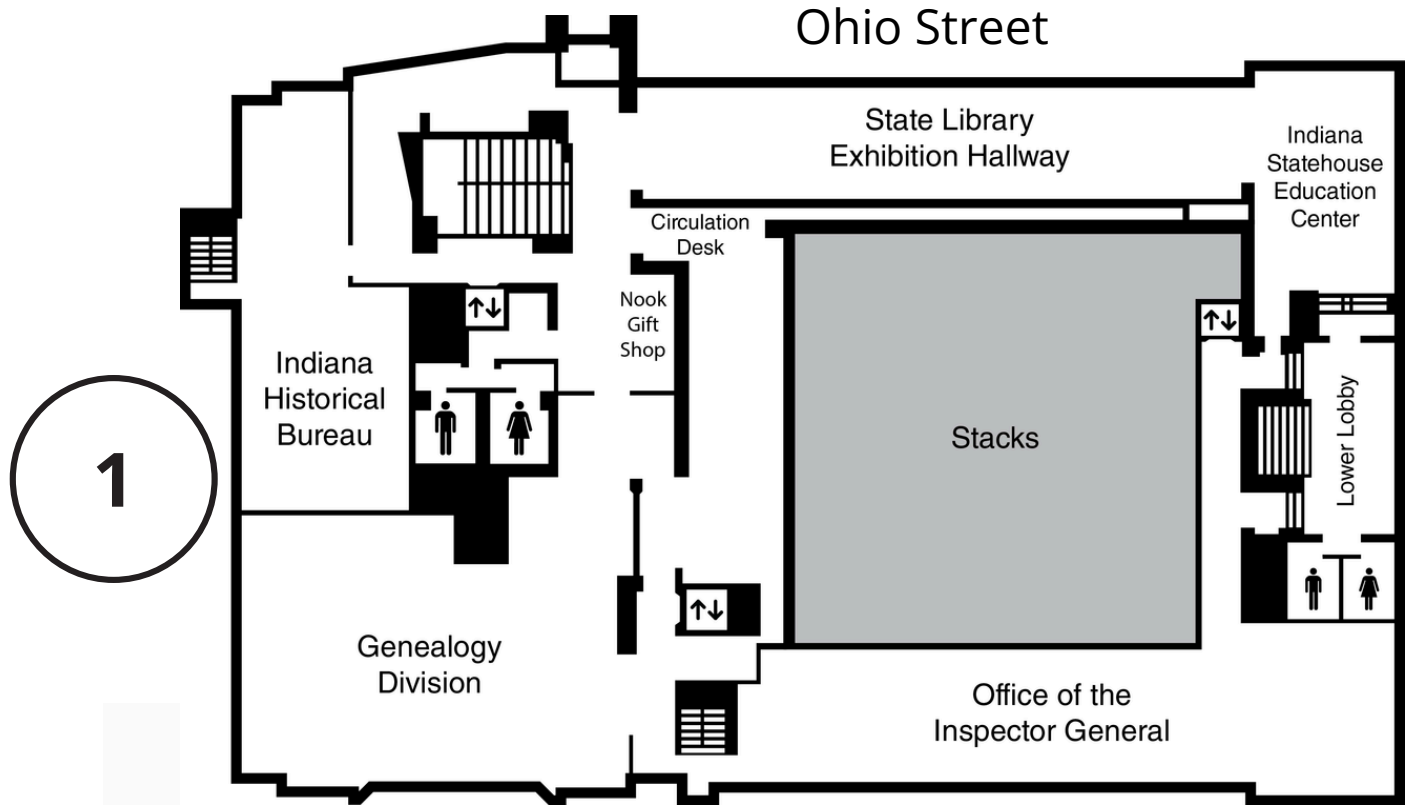 Ohio Street
State Library
Exhibition Hallway
Indiana
Statehouse
Education
Center
Circulation
Desk
Nook
Gift
Shop
Indiana
Historical
Bureau
1
Stacks
Lower Lobby
Genealogy
Division
Office of the
Inspector General